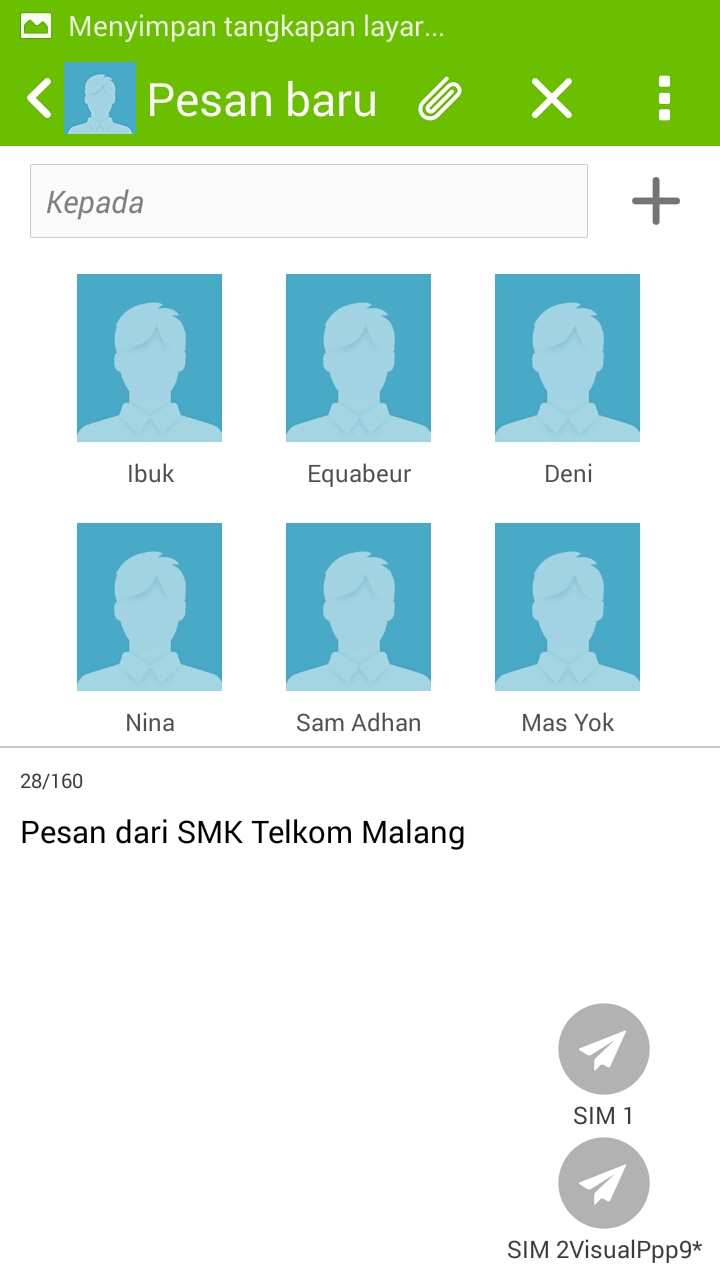 Menyimpan tangkapan layar...
Pesan baru
Kepada
Ibuk Equabeur Deni
Nina Sam Adhan Mas Yok
28/160
Pesan dari SMK Telkom Malang
SIM 1
SIM 2VisualPpp9*